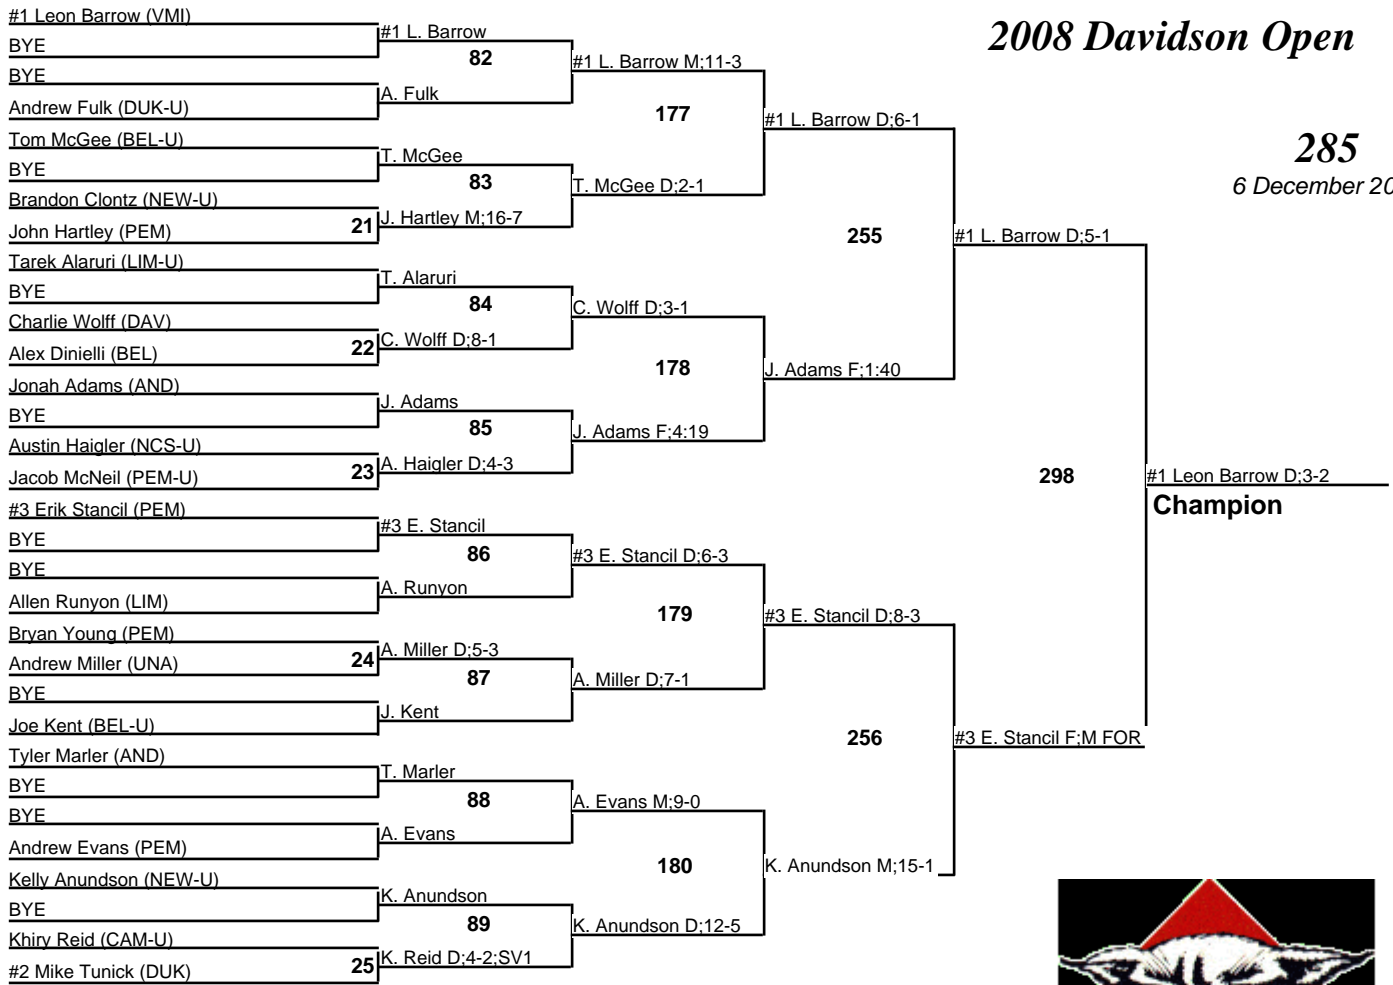 2008 Davidson Open
285
6 December 20
#1 Leon Barrow (VMI)
BYE
BYE
Andrew Fulk (DUK-U)
Tom McGee (BEL-U)
BYE
Brandon Clontz (NEW-U)
John Hartley (PEM)
Tarek Alaruri (LIM-U)
BYE
Charlie Wolff (DAV)
Alex Dinielli (BEL)
Jonah Adams (AND)
BYE
Austin Haigler (NCS-U)
Jacob McNeil (PEM-U)
#3 Erik Stancil (PEM)
BYE
BYE
Allen Runyon (LIM)
Bryan Young (PEM)
Andrew Miller (UNA)
BYE
Joe Kent (BEL-U)
Tyler Marler (AND)
BYE
BYE
Andrew Evans (PEM)
Kelly Anundson (NEW-U)
BYE
Khiry Reid (CAM-U)
#2 Mike Tunick (DUK)
21
22
23
24
25
#1 L. Barrow
82
A. Fulk
T. McGee
83
J. Hartley M;16-7
T. Alaruri
84
C. Wolff D;8-1
J. Adams
85
A. Haigler D;4-3
#3 E. Stancil
86
A. Runyon
A. Miller D;5-3
87
J. Kent
T. Marler
88
A. Evans
K. Anundson
89
K. Reid D;4-2;SV1
#1 L. Barrow M;11-3
177
T. McGee D;2-1
C. Wolff D;3-1
178
J. Adams F;4:19
#3 E. Stancil D;6-3
179
A. Miller D;7-1
A. Evans M;9-0
180
K. Anundson D;12-5
#1 L. Barrow D;6-1
255
J. Adams F;1:40
#3 E. Stancil D;8-3
256
K. Anundson M;15-1
#1 L. Barrow D;5-1
298
#3 E. Stancil F;M FOR
#1 Leon Barrow D;3-2
Champion